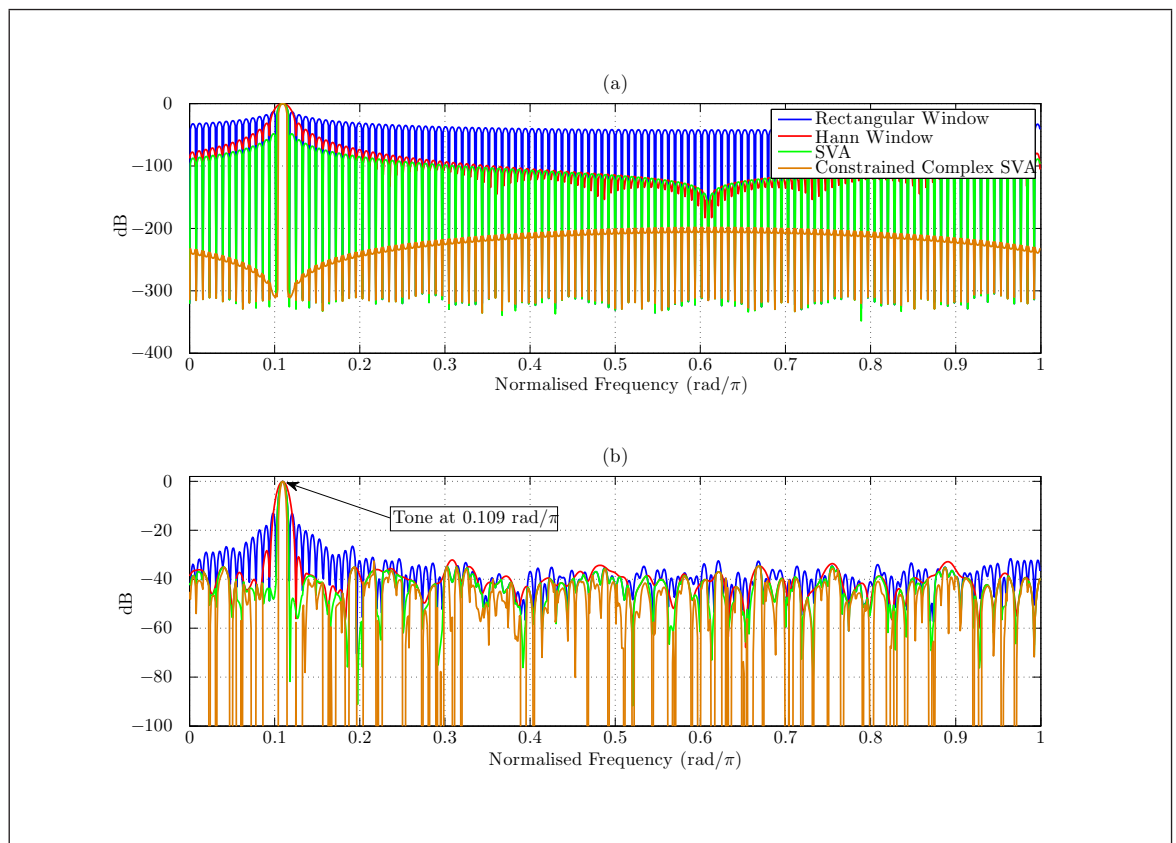 (a)
0
−100
−200
−300
−400
dB
Rectangular Window
Hann Window
SVA
Constrained Complex SVA
0 0.1 0.2 0.3 0.4 0.5 0.6 0.7 0.8 0.9 1
Normalised Frequency (rad/π)
(b)
0
−20
−40
−60
−80
−100
dB
Tone at 0.109 rad/π
0 0.1 0.2 0.3 0.4 0.5 0.6 0.7 0.8 0.9 1
Normalised Frequency (rad/π)